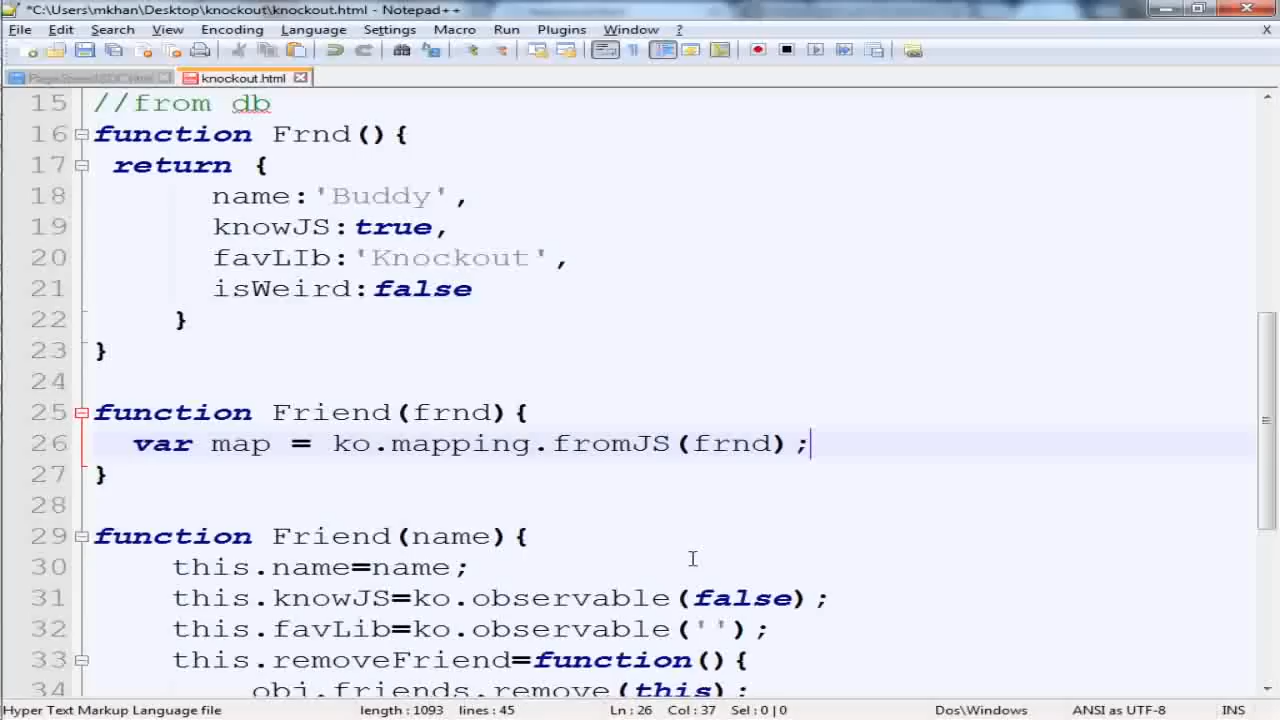 *C:\Users\mkhan\Desktop\knockout\knockout.html - Notepad++
File Edit Search View Encoding Language Settings Macro Run Plugins Window ? X
knockout.html
15 //from db
16 function Frnd(){
17 return {
18 name:'Buddy',
19 knowJS:true,
20 favLIb:'Knockout',
21 isWeird:false
22 }
23 }
24
25 function Friend(frnd){
26 var map = ko.mapping.fromJS(frnd);
27 }
28
29 function Friend(name){
30 this.name=name;
31 this.knowJS=ko.observable(false);
32 this.favLib=ko.observable('');
33 this.removeFriend=function(){
34 obj.friends.remove(this);
Hyper Text Markup Language file length : 1093 lines : 45 Ln : 26 Col : 37 Sel : 0 | 0 Dos\Windows ANSI as UTF-8 INS